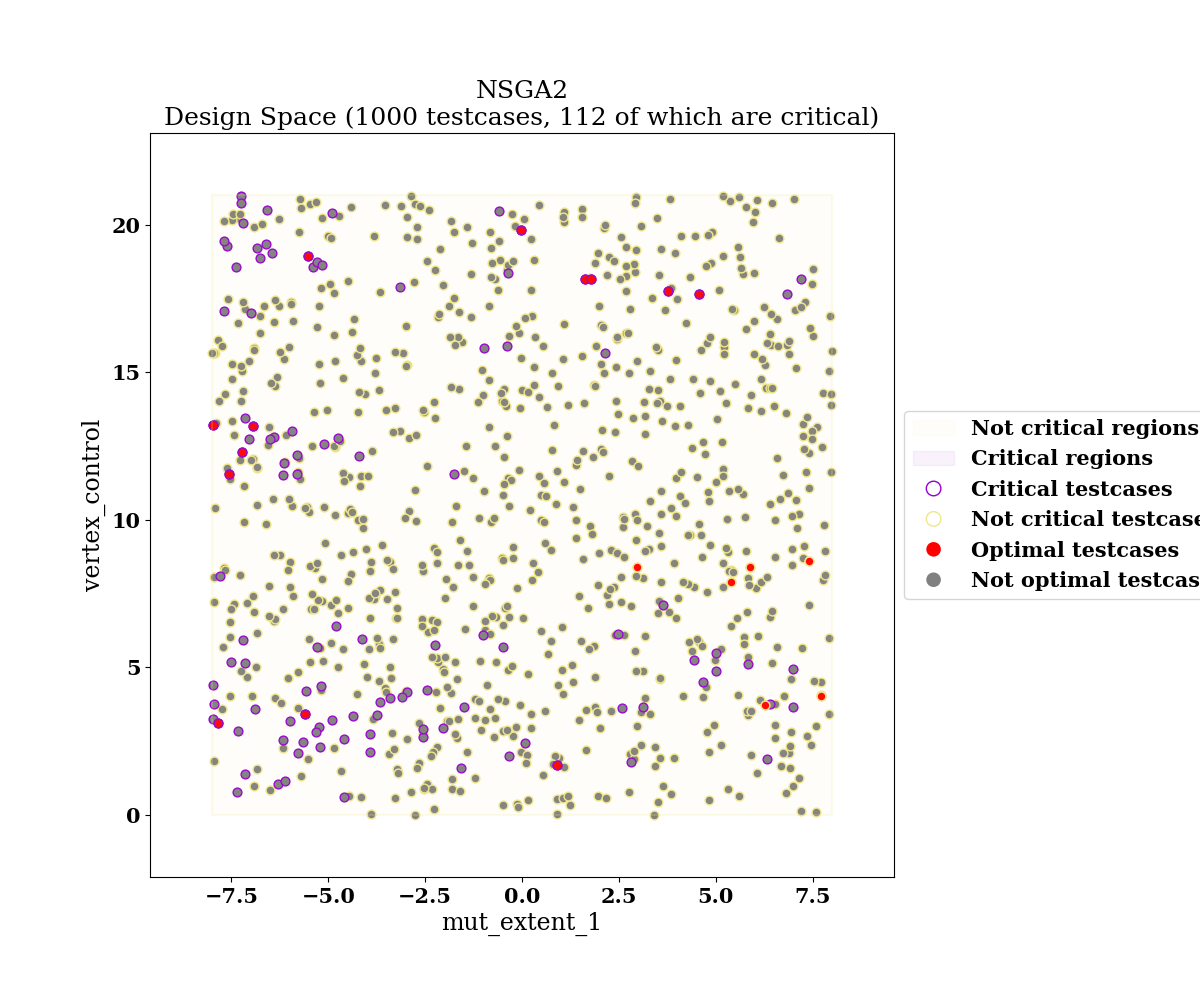 NSGA2
Design Space (1000 testcases, 112 of which are critical)
vertex_control
20
15
10
5
0
−7.5 −5.0 −2.5 0.0 2.5 5.0 7.5
mut_extent_1
Not critical regions
Critical regions
Critical testcases
Not critical testcase
Optimal testcases
Not optimal testcas